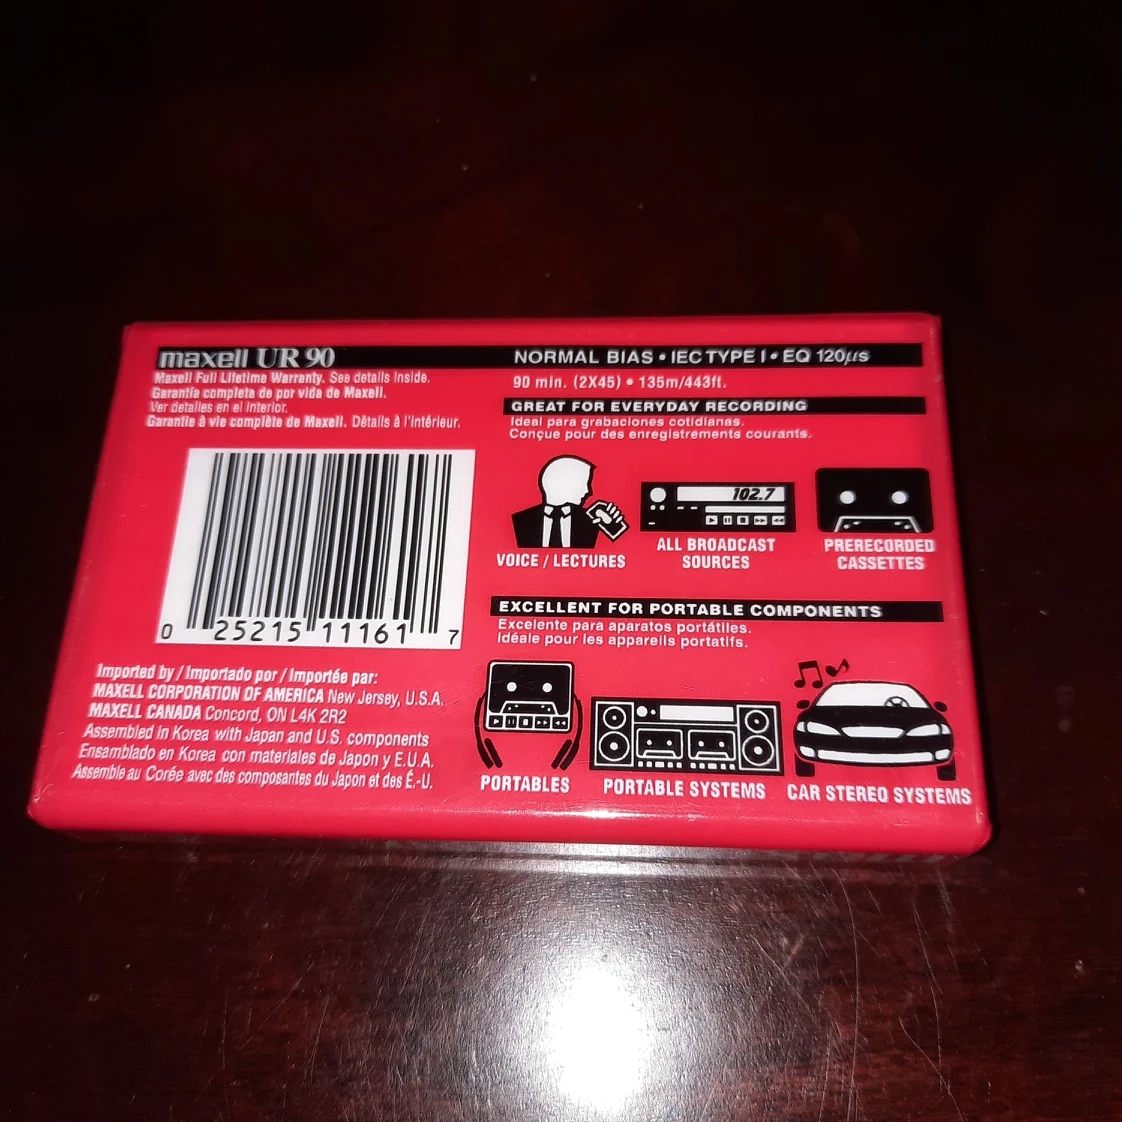 maxell UR 90
Maxell Full Lifetime Warranty. See details inside.
Garantía completa de por vida de Maxell.
Ver detalles en el interior.
Garantie à vie complète de Maxell. Détails à l'intérieur.
0 25215 11161 7
Imported by / Importado por / Importée par:
MAXELL CORPORATION OF AMERICA New Jersey, U.S.A.
MAXELL CANADA Concord, ON L4K 2R2
Assembled in Korea with Japan and U.S. components
Ensamblado en Korea con materiales de Japon y E.U.A.
Assemblé au Corée avec des composantes du Japon et des É.-U.
NORMAL BIAS • IEC TYPE I • EQ 120µs
90 min. (2X45) • 135m/443ft.
GREAT FOR EVERYDAY RECORDING
Ideal para grabaciones cotidianas.
Conçue pour des enregistrements courants.
102.7
VOICE / LECTURES
ALL BROADCAST
SOURCES
PRERECORDED
CASSETTES
EXCELLENT FOR PORTABLE COMPONENTS
Excelente para aparatos portátiles.
Idéale pour les appareils portatifs.
PORTABLES
PORTABLE SYSTEMS
CAR STEREO SYSTEMS